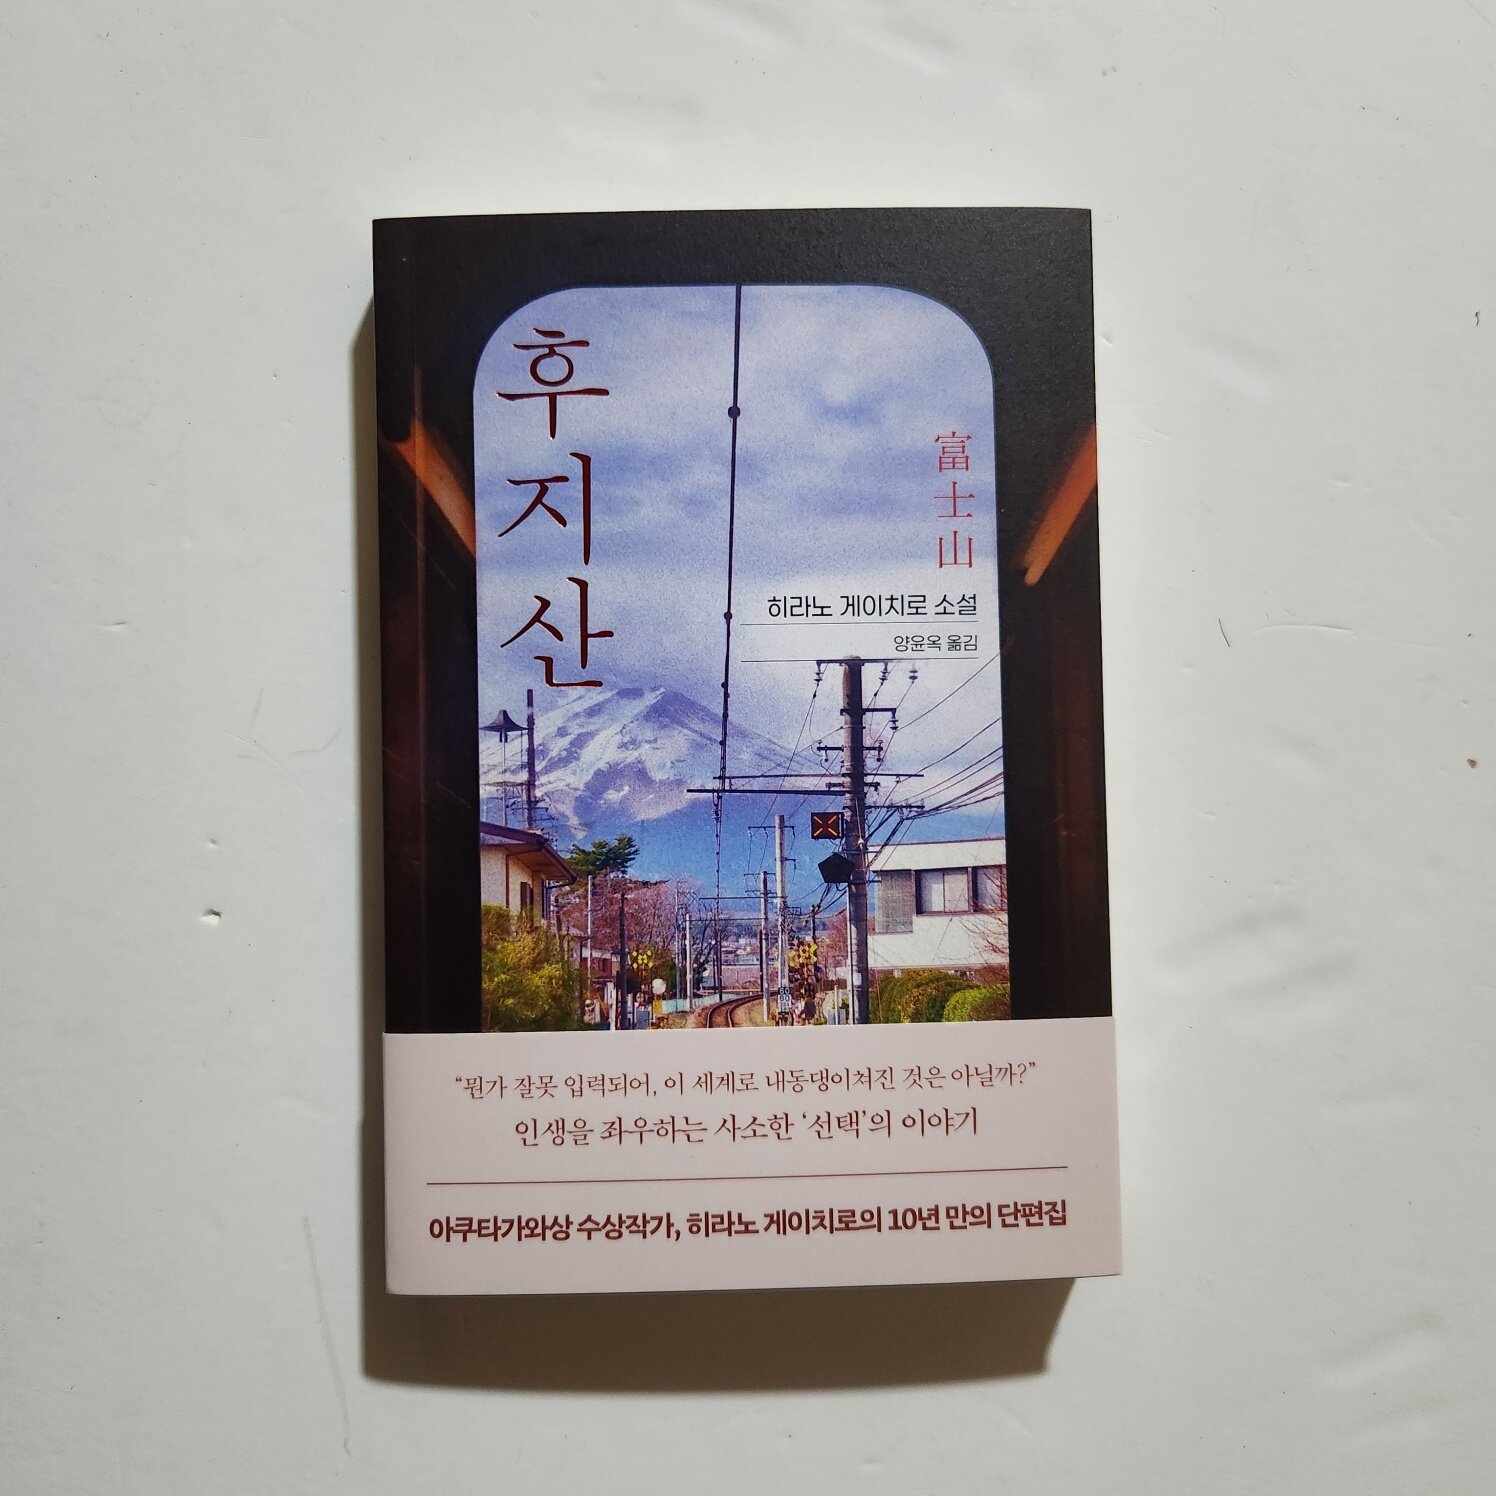 후지산
富士山
히라노 게이치로 소설
양윤옥 옮김
“뭔가 잘못 입력되어, 이 세계로 내동댕이쳐진 것은 아닐까?”
인생을 좌우하는 사소한 ‘선택’의 이야기
아쿠타가와상 수상작가, 히라노 게이치로의 10년 만의 단편집